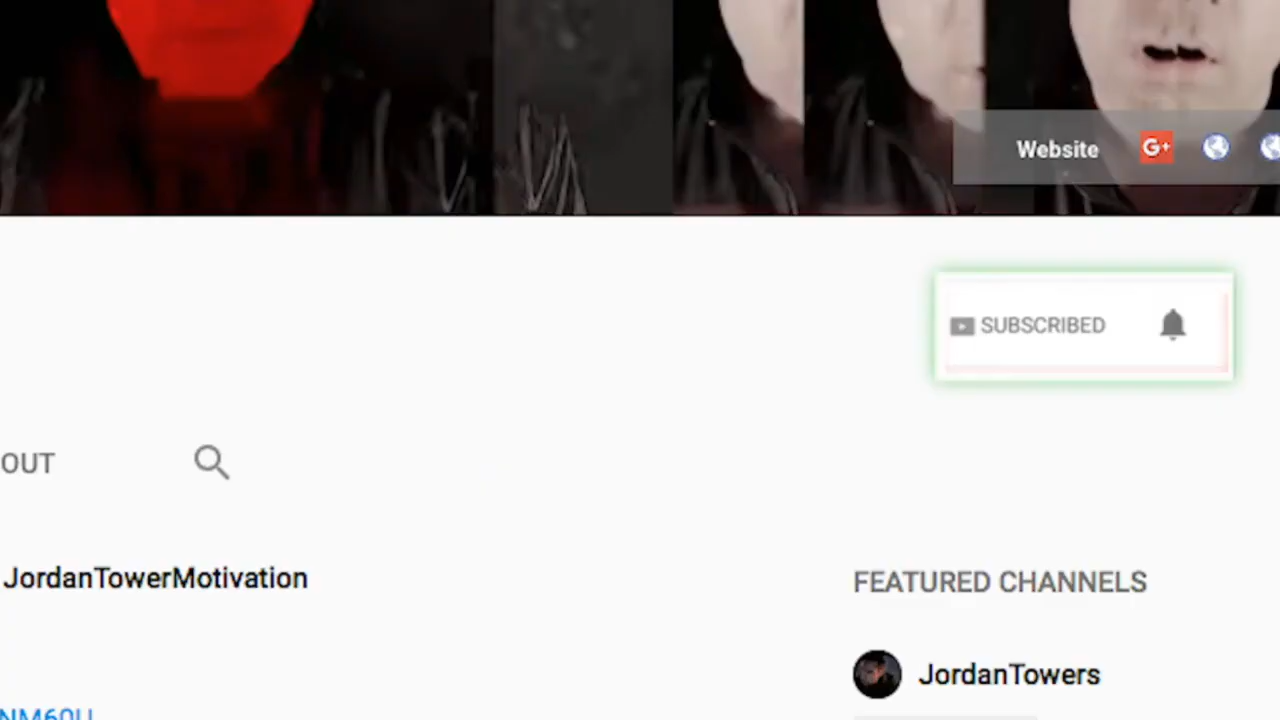 Website G+
SUBSCRIBED
OUT
JordanTowerMotivation
FEATURED CHANNELS
JordanTowers